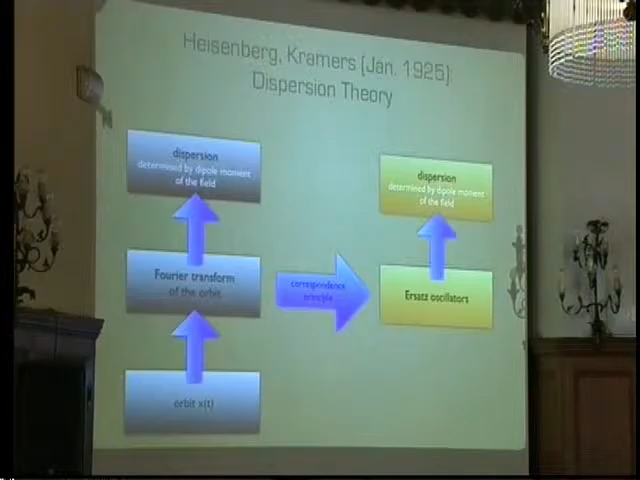 Heisenberg, Kramers (Jan. 1925):
Dispersion Theory
dispersion
determined by dipole moment
of the field
dispersion
determined by dipole moment
of the field
Fourier transform
of the orbit
correspondence
principle
Ersatz oscillators
orbit x(t)